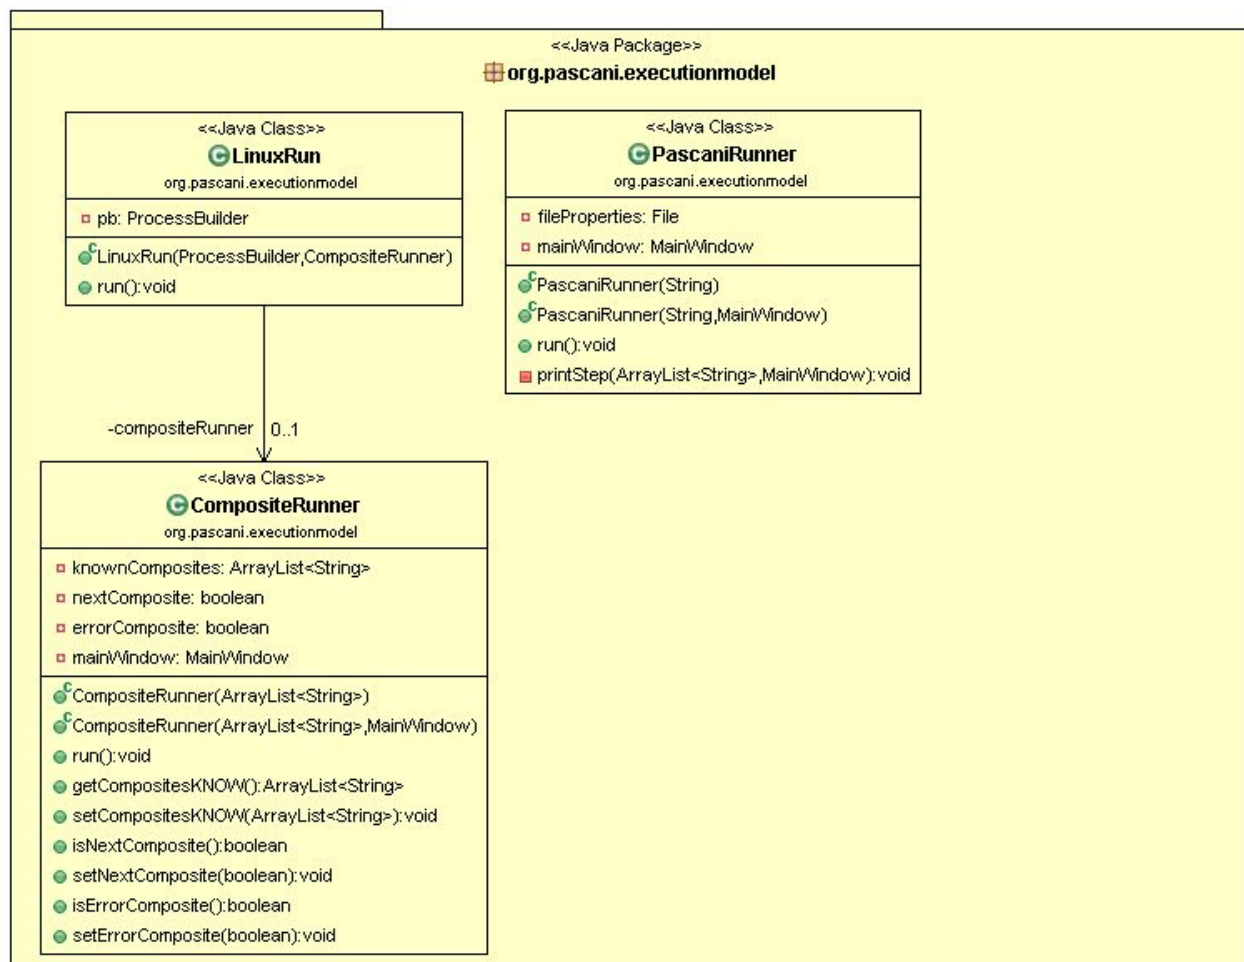 <<Java Package>>
org.pascani.executionmodel
<<Java Class>>
LinuxRun
org.pascani.executionmodel
pb: ProcessBuilder
LinuxRun(ProcessBuilder,CompositeRunner)
run():void
<<Java Class>>
PascaniRunner
org.pascani.executionmodel
fileProperties: File
mainWindow: MainWindow
PascaniRunner(String)
PascaniRunner(String,MainWindow)
run():void
printStep(ArrayList<String>,MainWindow):void
-compositeRunner 0..1
<<Java Class>>
CompositeRunner
org.pascani.executionmodel
knownComposites: ArrayList<String>
nextComposite: boolean
errorComposite: boolean
mainWindow: MainWindow
CompositeRunner(ArrayList<String>)
CompositeRunner(ArrayList<String>,MainWindow)
run():void
getCompositesKNOW():ArrayList<String>
setCompositesKNOW(ArrayList<String>):void
isNextComposite():boolean
setNextComposite(boolean):void
isErrorComposite():boolean
setErrorComposite(boolean):void